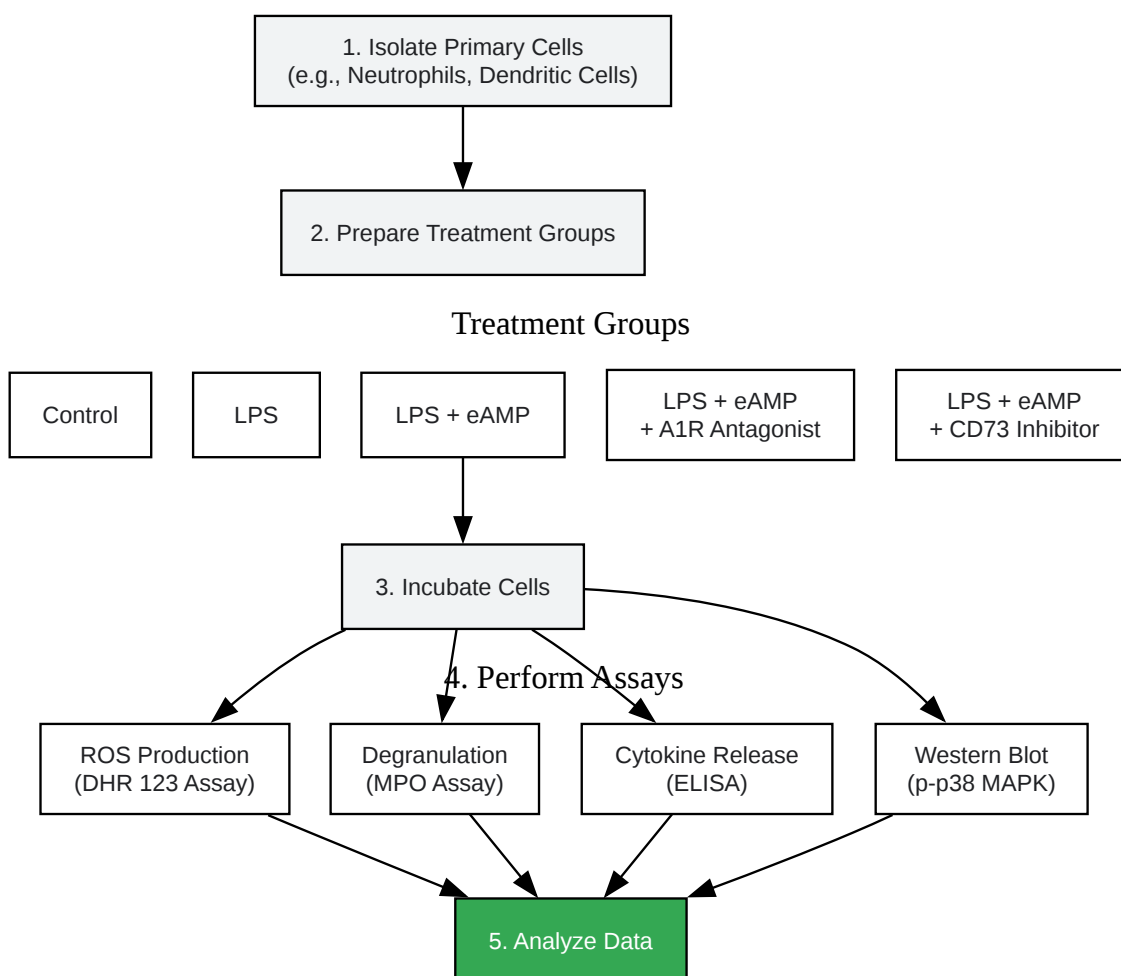 1. Isolate Primary Cells
(e.g., Neutrophils, Dendritic Cells)
2. Prepare Treatment Groups
Treatment Groups
Control
LPS
LPS + eAMP
LPS + eAMP
+ A1R Antagonist
LPS + eAMP
+ CD73 Inhibitor
3. Incubate Cells
4. Perform Assays
ROS Production
(DHR 123 Assay)
Degranulation
(MPO Assay)
Cytokine Release
(ELISA)
Western Blot
(p-p38 MAPK)
5. Analyze Data